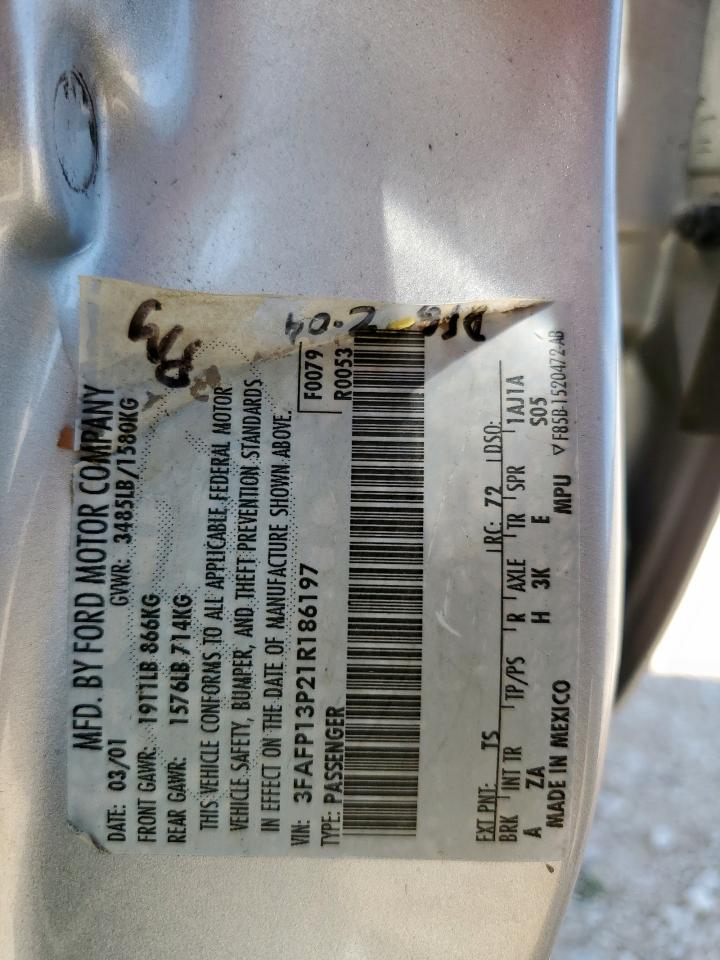 MFD. BY FORD MOTOR COMPANY
DATE: 03/01 GVWR: 3485LB/1580KG
FRONT GAWR: 1911LB 866KG
REAR GAWR: 1576LB 714KG
THIS VEHICLE CONFORMS TO ALL APPLICABLE FEDERAL MOTOR
VEHICLE SAFETY, BUMPER, AND THEFT PREVENTION STANDARDS
IN EFFECT ON THE DATE OF MANUFACTURE SHOWN ABOVE.
VIN: 3FAFP13P21R186197 F0079
TYPE: PASSENGER R0053
EXT PNT: TS RC: 72 DSO:
BRK INT TR TP/PS R AXLE TR SPR 1AJ1A
A ZA H 3K E S05
MADE IN MEXICO MPU
▽ F85B-1520472-AB